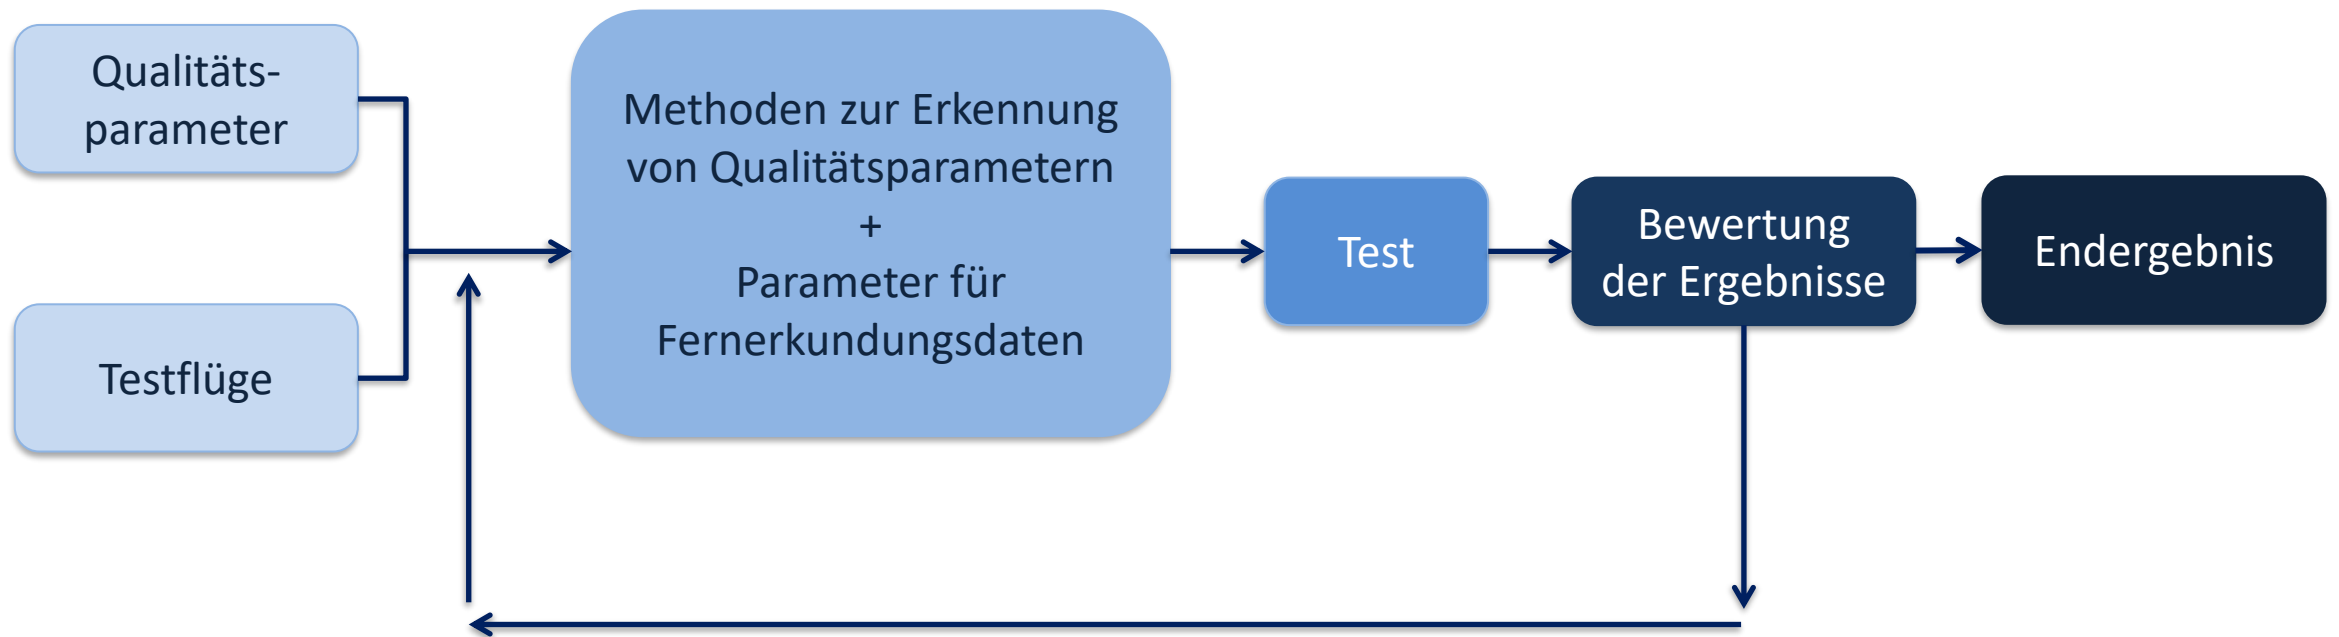 Qualitäts-
parameter
Testflüge
Methoden zur Erkennung
von Qualitätsparametern
+
Parameter für
Fernerkundungsdaten
Test
Bewertung
der Ergebnisse
Endergebnis